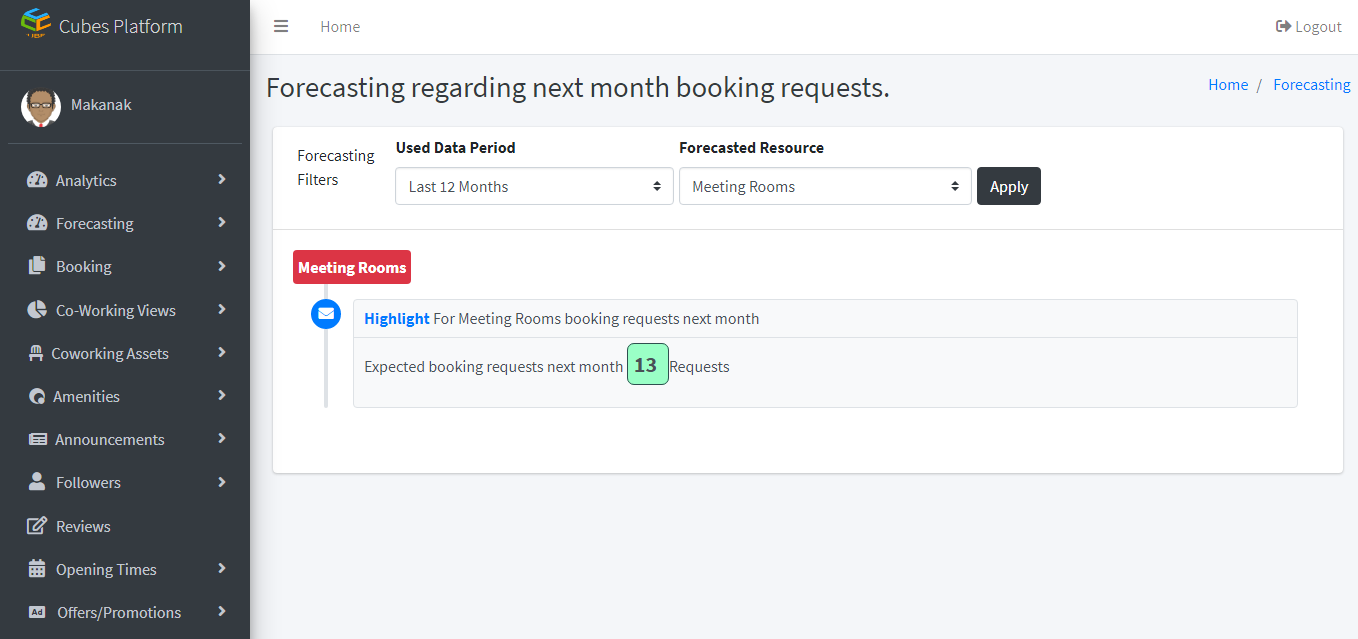 Cubes Platform
Home
Logout
Makanak
Analytics
Forecasting
Booking
Co-Working Views
Coworking Assets
Amenities
Announcements
Followers
Reviews
Opening Times
Ad Offers/Promotions
Forecasting regarding next month booking requests.
Home / Forecasting
Forecasting
Filters
Used Data Period
Last 12 Months
Forecasted Resource
Meeting Rooms
Apply
Meeting Rooms
Highlight For Meeting Rooms booking requests next month
Expected booking requests next month 13 Requests